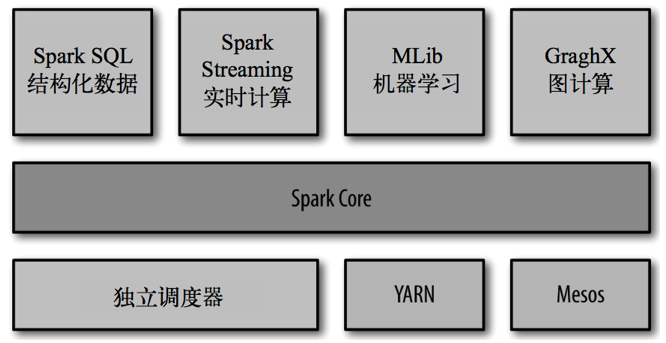 Spark SQL
结构化数据
Spark
Streaming
实时计算
MLib
机器学习
GraghX
图计算
Spark Core
独立调度器
YARN
Mesos